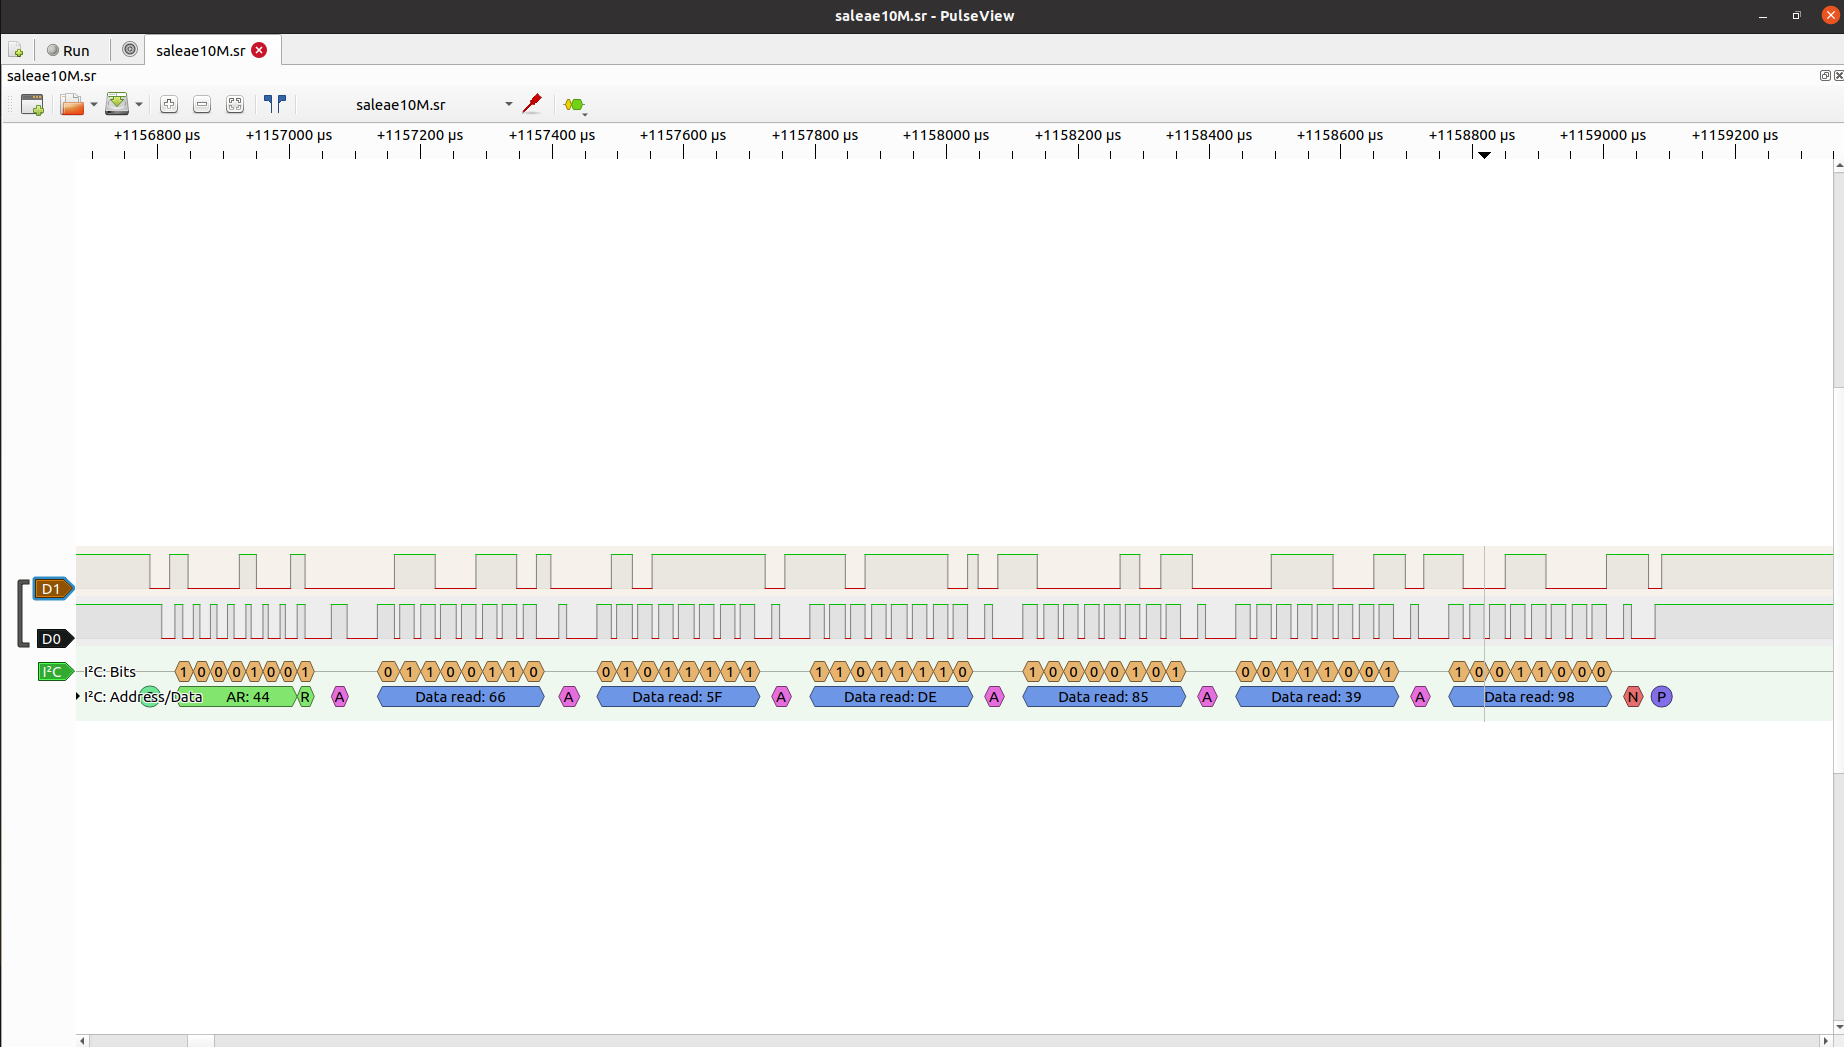 saleae10M.sr - PulseView
Run
saleae10M.sr
saleae10M.sr
saleae10M.sr
+1156800 µs +1157000 µs +1157200 µs +1157400 µs +1157600 µs +1157800 µs +1158000 µs +1158200 µs +1158400 µs +1158600 µs +1158800 µs +1159000 µs +1159200 µs
D1
D0
I²C I²C: Bits 1 0 0 0 1 0 0 1 0 1 1 0 0 1 1 0 0 1 0 1 1 1 1 1 1 1 0 1 1 1 1 0 1 0 0 0 0 1 0 1 0 0 1 1 1 0 0 1 1 0 0 1 1 0 0 0
I²C: Address/Data AR: 44 R A Data read: 66 A Data read: 5F A Data read: DE A Data read: 85 A Data read: 39 A Data read: 98 N P